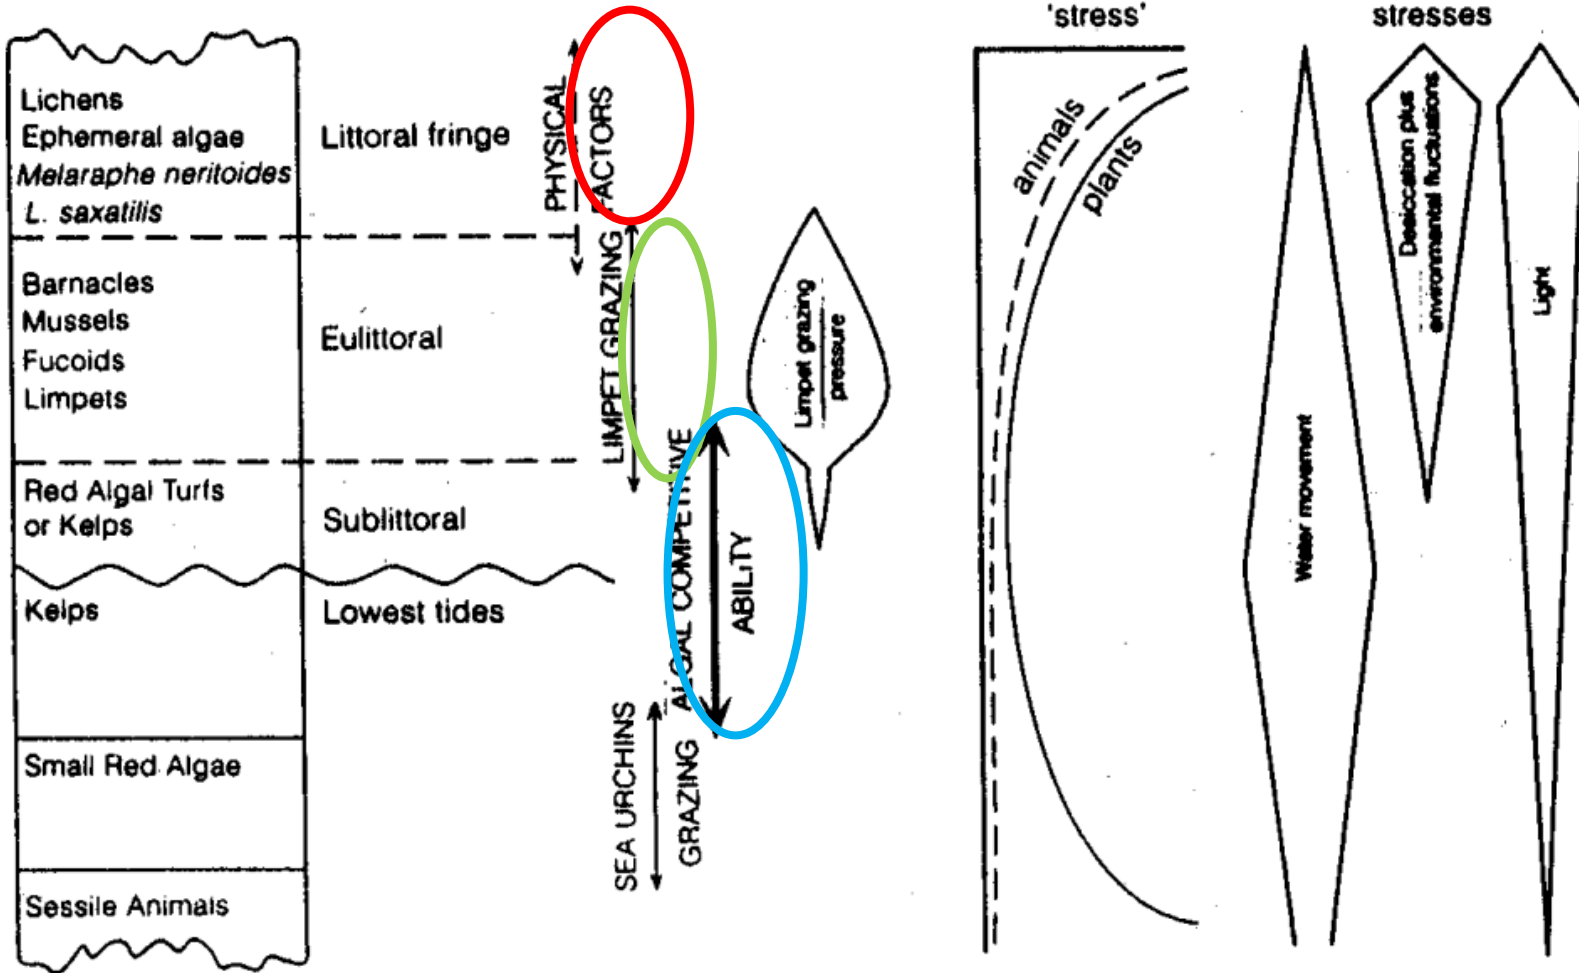 'stress'
stresses
Lichens
Ephemeral algae
Melaraphe neritoides
L. saxatilis
Littoral fringe
PHYSICAL
FACTORS
Barnacles
Mussels
Fucoids
Limpets
Eulittoral
LIMPET GRAZING
Limpet grazing
pressure
Red Algal Turfs
or Kelps
Sublittoral
ALGAL COMPETITIVE
ABILITY
Kelps
Lowest tides
Small Red Algae
SEA URCHINS
GRAZING
Sessile Animals
animals
plants
Water movement
Desiccation plus
environmental fluctuations
Light